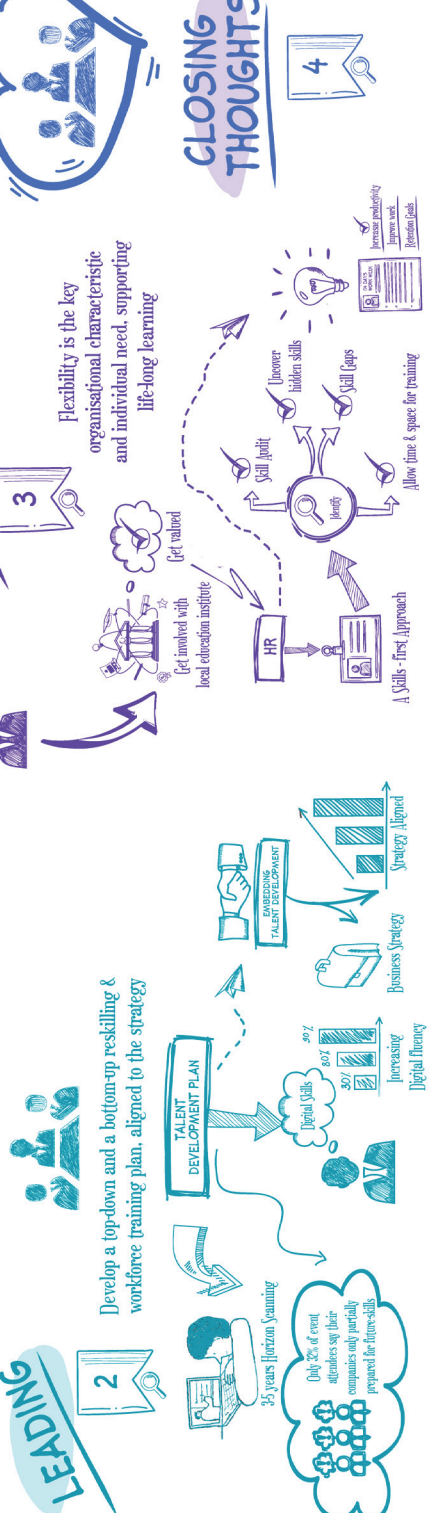 LEADING
2
Develop a top-down and a bottom-up reskilling &
workforce training plan, aligned to the strategy
3-5 years Horizon Scanning
Only 32% of event
attendees say their
companies only partially
prepared for future-skills
TALENT
DEVELOPMENT PLAN
Digital Skills
30%
80%
90%
Increasing
Digital fluency
EMBEDDING
TALENT DEVELOPMENT
Business Strategy
Strategy Aligned
3
Flexibility is the key
organisational characteristic
and individual need, supporting
life-long learning
Get involved with
local education institute
Get valued
HR
A Skills - first Approach
Identify
Skill Audit
Uncover
hidden skills
Skill Gaps
Allow time & space for training
Increase productivity
Improve work
Retention Goals
CLOSING
THOUGHTS
4